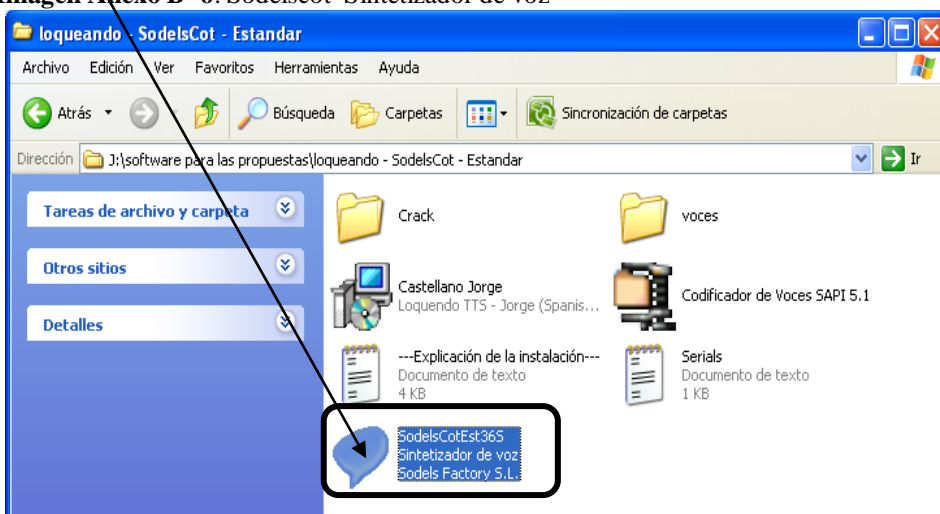 Imagen Anexo B- 6. Sodelscot- Sintetizador de voz
loqueando - SodelsCot - Estandar
Archivo Edición Ver Favoritos Herramientas Ayuda
Atrás Búsqueda Carpetas Sincronización de carpetas
Dirección J:\software para las propuestas\loqueando - SodelsCot - Estandar Ir
Tareas de archivo y carpeta
Otros sitios
Detalles
Crack
voces
Castellano Jorge
Loquendo TTS - Jorge (Spanis...
Codificador de Voces SAPI 5.1
---Explicación de la instalación---
Documento de texto
4 KB
Serials
Documento de texto
1 KB
SodelsCotEst365
Sintetizador de voz
Sodels Factory S.L.